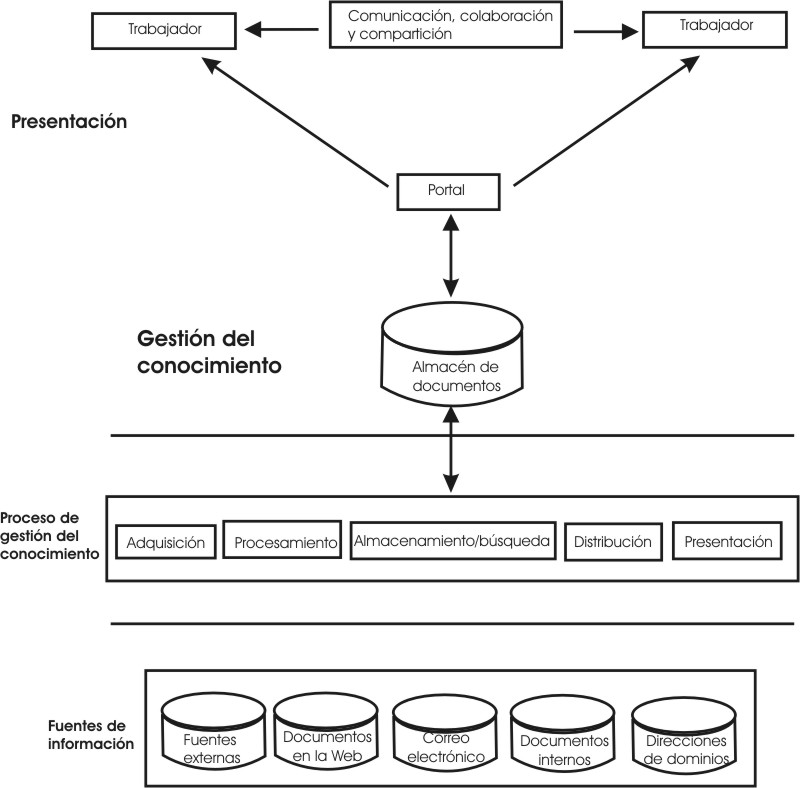 Trabajador
Comunicación, colaboración
y compartición
Trabajador
Presentación
Portal
Gestión del
conocimiento
Almacén de
documentos
Proceso de
gestión del
conocimiento
Adquisición
Procesamiento
Almacenamiento/búsqueda
Distribución
Presentación
Fuentes de
información
Fuentes
externas
Documentos
en la Web
Correo
electrónico
Documentos
internos
Direcciones
de dominios